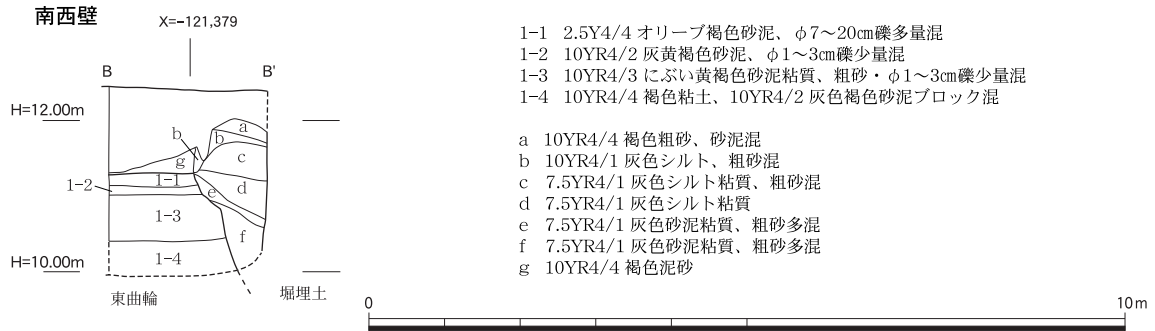 南西壁
X=-121,379
B
B'
H=12.00m
a
b
b
c
g
1-1
d
1-2
e
1-3
f
1-4
H=10.00m
東曲輪
堀埋土
1-1 2.5Y4/4 オリーブ褐色砂泥、φ7〜20㎝礫多量混
1-2 10YR4/2 灰黄褐色砂泥、φ1〜3㎝礫少量混
1-3 10YR4/3 にぶい黄褐色砂泥粘質、粗砂・φ1〜3㎝礫少量混
1-4 10YR4/4 褐色粘土、10YR4/2 灰色褐色砂泥ブロック混
a 10YR4/4 褐色粗砂、砂泥混
b 10YR4/1 灰色シルト、粗砂混
c 7.5YR4/1 灰色シルト粘質、粗砂混
d 7.5YR4/1 灰色シルト粘質
e 7.5YR4/1 灰色砂泥粘質、粗砂多混
f 7.5YR4/1 灰色砂泥粘質、粗砂多混
g 10YR4/4 褐色泥砂
0
10m